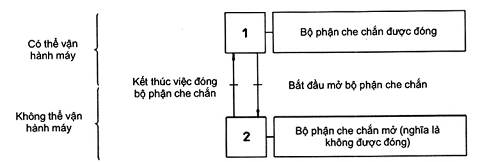 Có thể vận
hành máy
1
Bộ phận che chắn được đóng
Kết thúc việc đóng
bộ phận che chắn
Bắt đầu mở bộ phận che chắn
Không thể vận
hành máy
2
Bộ phận che chắn mở (nghĩa là
không được đóng)